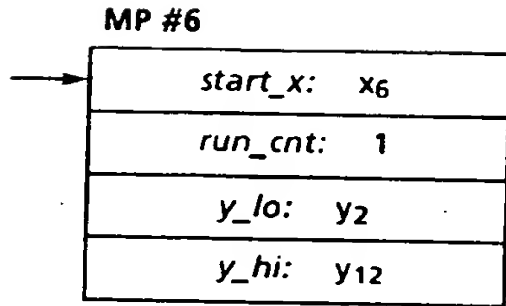 MP #6
start_x: x6
run_cnt: 1
y_lo: y2
y_hi: y12